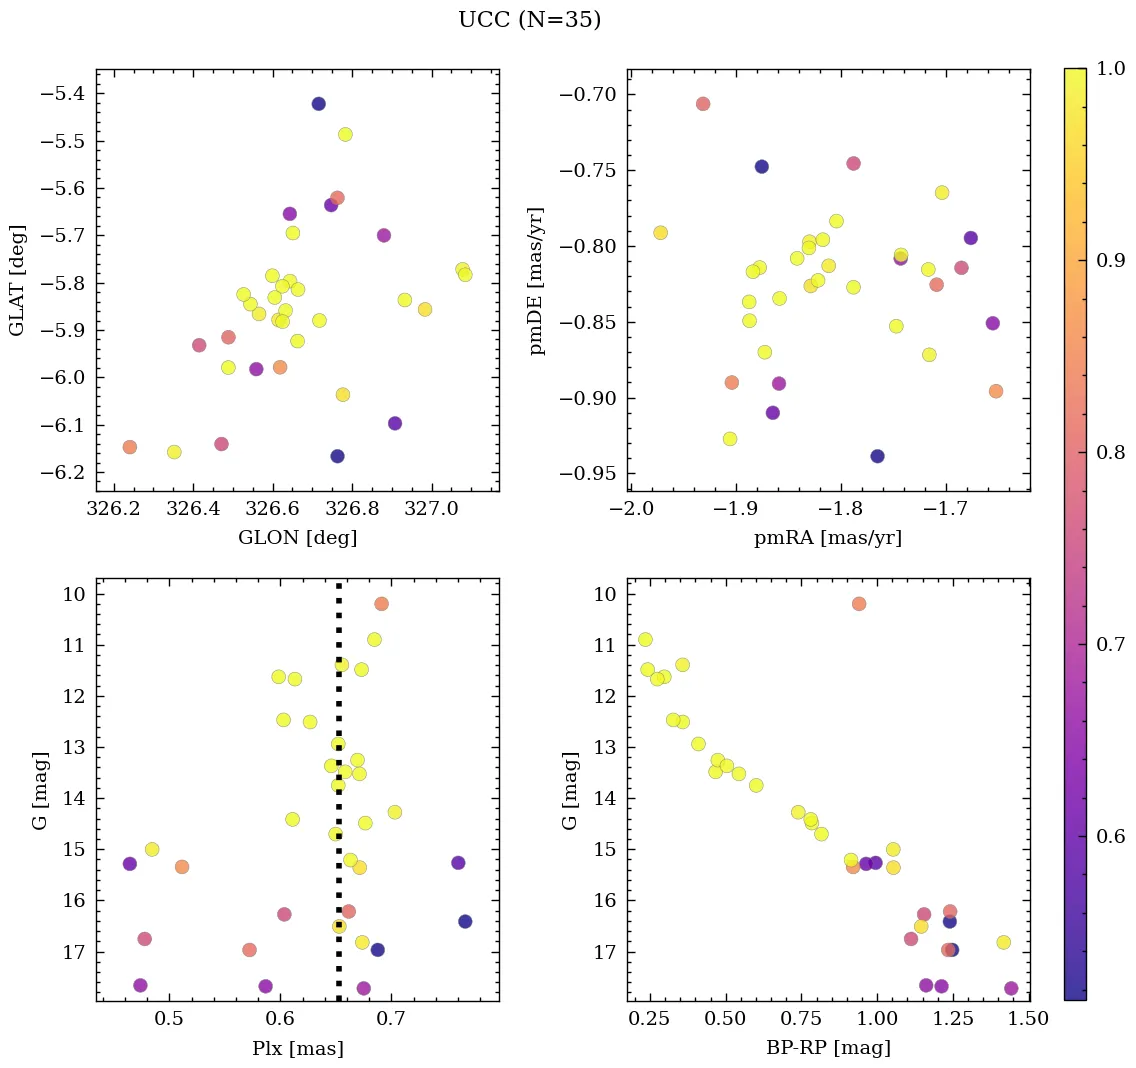 UCC (N=35)
−5.4
−5.5
−5.6
−5.7
−5.8
−5.9
−6.0
−6.1
−6.2
GLAT [deg]
326.2 326.4 326.6 326.8 327.0
GLON [deg]
−0.70
−0.75
−0.80
−0.85
−0.90
−0.95
pmDE [mas/yr]
−2.0 −1.9 −1.8 −1.7
pmRA [mas/yr]
10
11
12
13
14
15
16
17
G [mag]
0.5 0.6 0.7
Plx [mas]
10
11
12
13
14
15
16
17
G [mag]
0.25 0.50 0.75 1.00 1.25 1.50
BP-RP [mag]
1.0
0.9
0.8
0.7
0.6